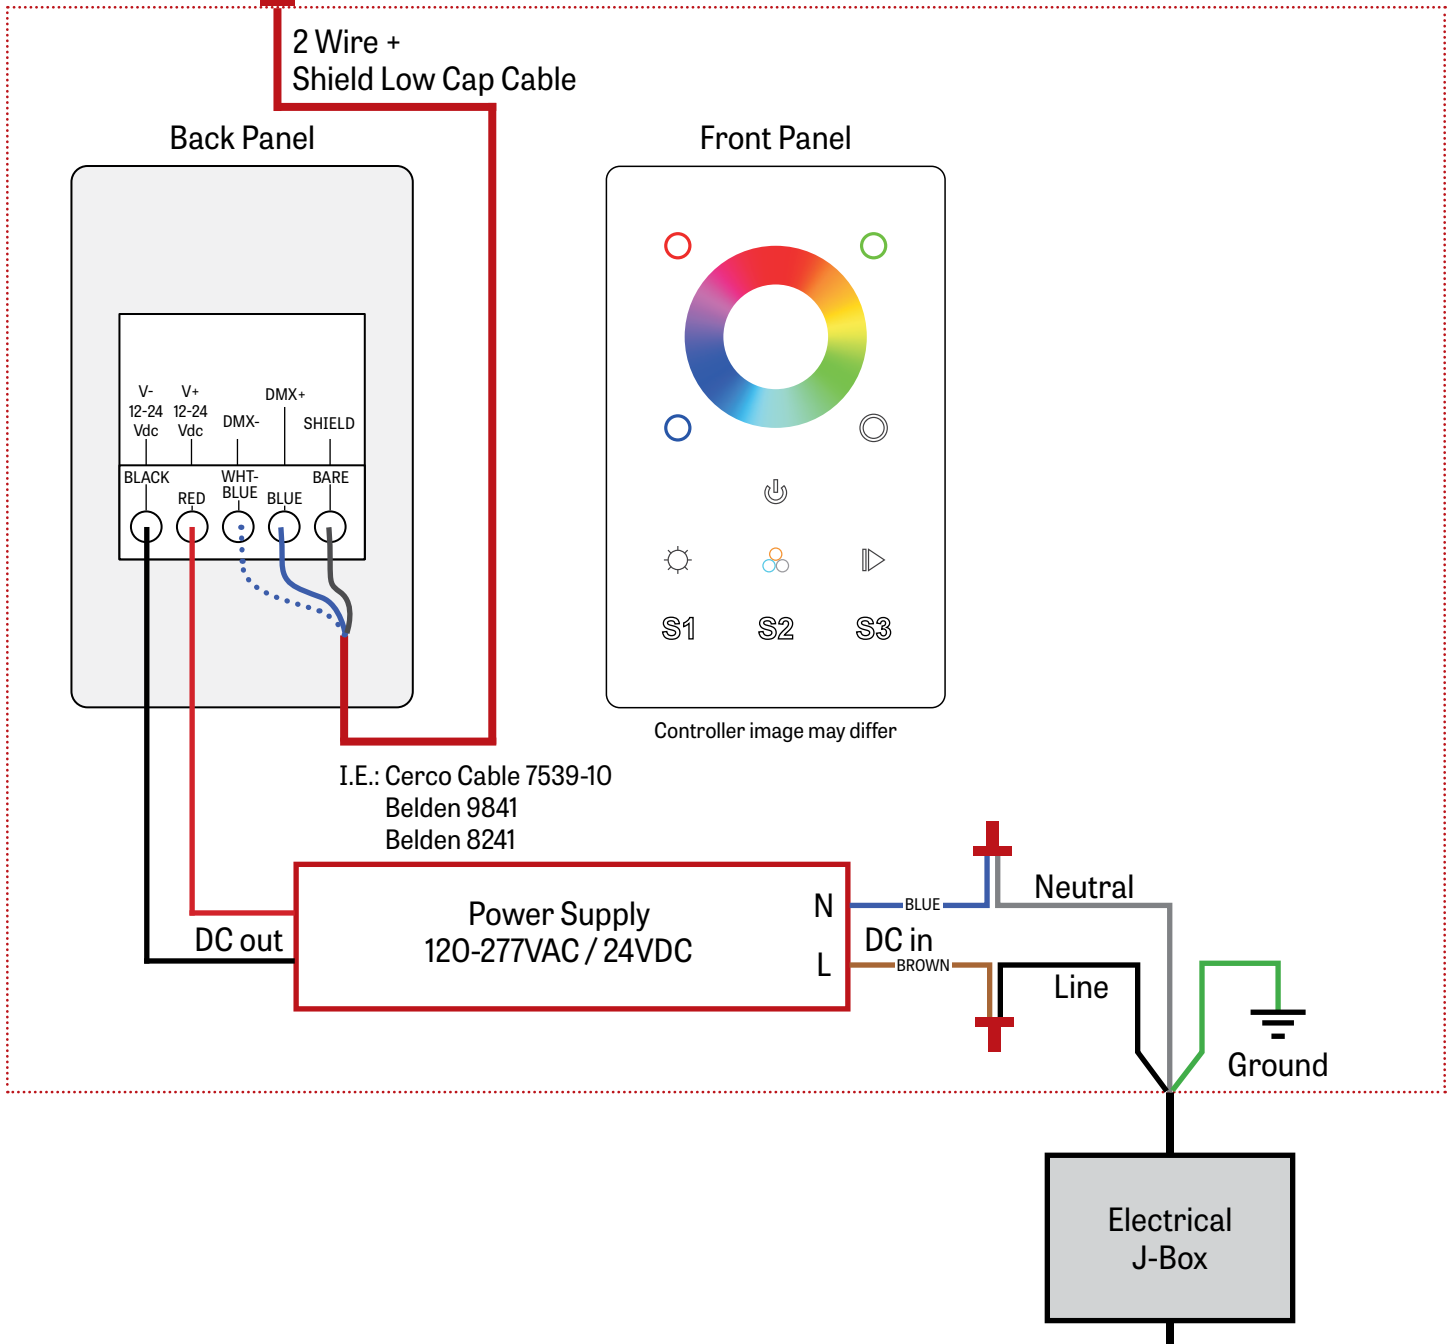 2 Wire +
Shield Low Cap Cable
Back Panel
Front Panel
V-
12-24
Vdc
V+
12-24
Vdc
DMX-
DMX+
SHIELD
BLACK
RED
WHT-
BLUE
BLUE
BARE
S1 S2 S3
Controller image may differ
I.E.: Cerco Cable 7539-10
Belden 9841
Belden 8241
DC out
Power Supply
120-277VAC / 24VDC
N
L
BLUE
DC in
BROWN
Neutral
Line
Ground
Electrical
J-Box